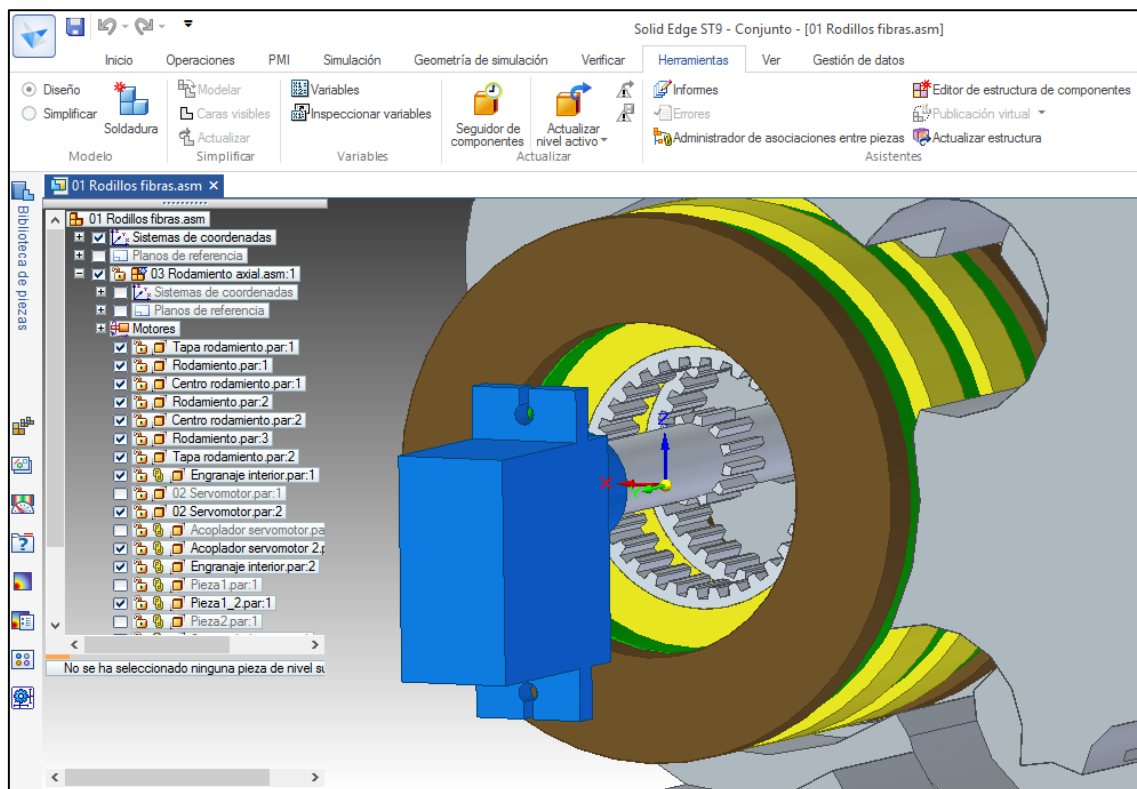 Solid Edge ST9 - Conjunto - [01 Rodillos fibras.asm]
Inicio Operaciones PMI Simulación Geometría de simulación Verificar Herramientas Ver Gestión de datos
Diseño
Simplificar
Soldadura
Modelo
Modelar
Caras visibles
Actualizar
Simplificar
Variables
Inspeccionar variables
Variables
Seguidor de
componentes
Actualizar
nivel activo
Actualizar
Informes
Errores
Administrador de asociaciones entre piezas
Editor de estructura de componentes
Publicación virtual
Actualizar estructura
Asistentes
Biblioteca de piezas
01 Rodillos fibras.asm
01 Rodillos fibras.asm
Sistemas de coordenadas
Planos de referencia
03 Rodamiento axial.asm:1
Sistemas de coordenadas
Planos de referencia
Motores
Tapa rodamiento.par:1
Rodamiento.par:1
Centro rodamiento.par:1
Rodamiento.par:2
Centro rodamiento.par:2
Rodamiento.par:3
Tapa rodamiento.par:2
Engranaje interior.par:1
02 Servomotor.par:1
02 Servomotor.par:2
Acoplador servomotor.pa
Acoplador servomotor 2.p
Engranaje interior.par:2
Pieza1.par:1
Pieza1_2.par:1
Pieza2.par:1
No se ha seleccionado ninguna pieza de nivel su
Z
X
Y